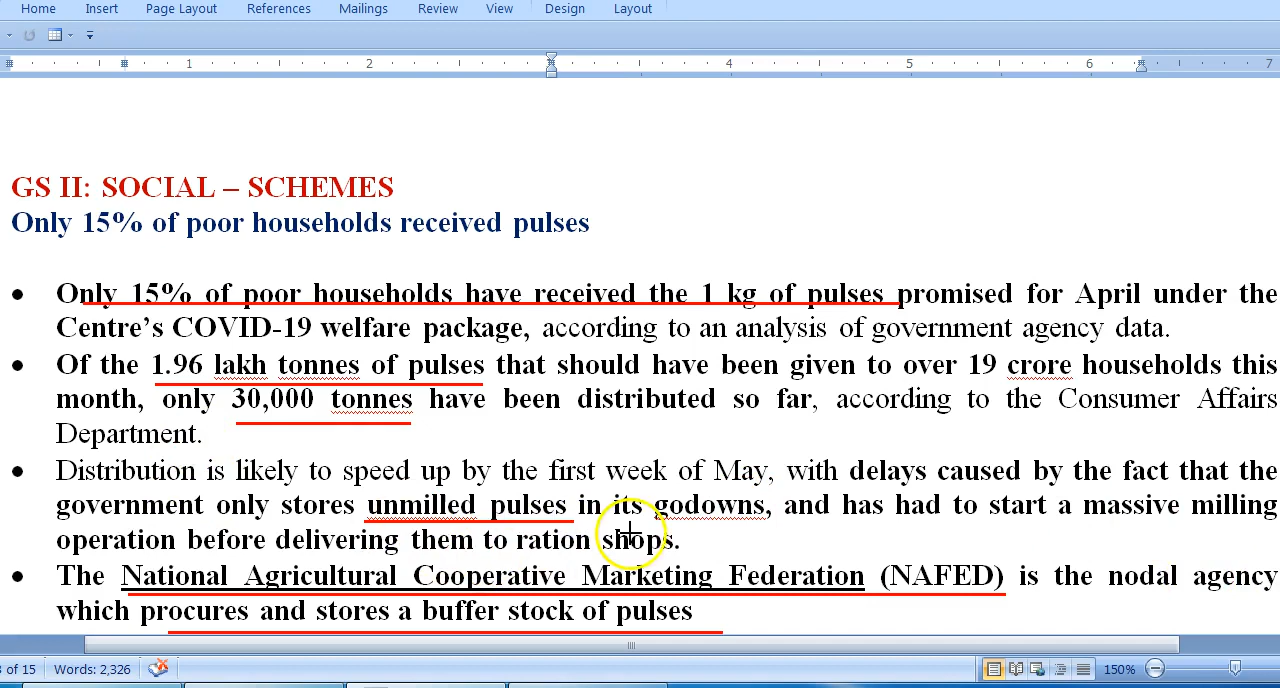 Home Insert Page Layout References Mailings Review View Design Layout
1 2 4 5 6 7
GS II: SOCIAL – SCHEMES
Only 15% of poor households received pulses
● Only 15% of poor households have received the 1 kg of pulses promised for April under the
Centre’s COVID-19 welfare package, according to an analysis of government agency data.
● Of the 1.96 lakh tonnes of pulses that should have been given to over 19 crore households this
month, only 30,000 tonnes have been distributed so far, according to the Consumer Affairs
Department.
● Distribution is likely to speed up by the first week of May, with delays caused by the fact that the
government only stores unmilled pulses in its godowns, and has had to start a massive milling
operation before delivering them to ration shops.
● The National Agricultural Cooperative Marketing Federation (NAFED) is the nodal agency
which procures and stores a buffer stock of pulses
of 15 Words: 2,326 150%